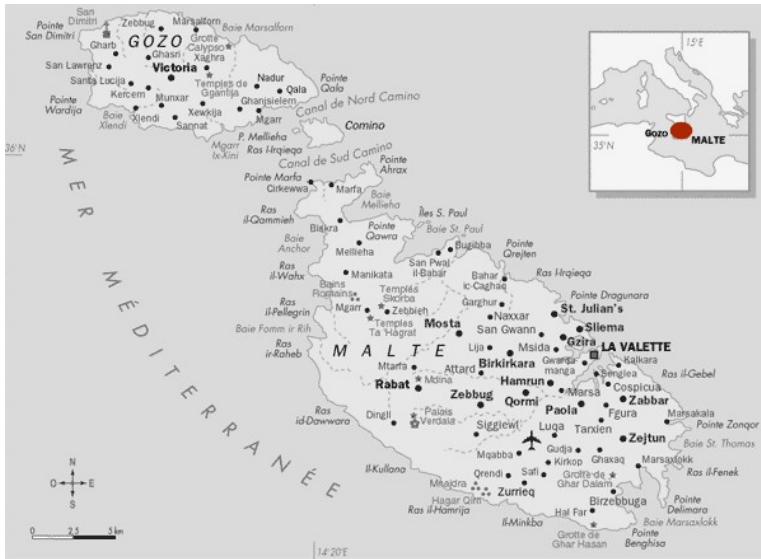 San
Dimitri
Zebbug
Marsalforn
Baie Marsalforn
Pointe
San Dimitri
GOZO
Grotte
Calypso
Gharb
Ghasri
Xaghra
San Lawrenz
Victoria
Santa Lucija
Temples de
Ggantija
Nadur
Pointe
Qala
Kercem
Munxar
Qala
Pointe
Wardija
Ghanjsielem
Canal de Nord Camino
Baie
Xlendi
Xlendi
Xewkija
Sannat
Mgarr
P. Mellieha
Comino
Mgarr
Ix-Xini
Ras I-Irqieqa
36°N
Canal de Sud Camino
Pointe
Ahrax
Pointe Marfa
Cirkewwa
Marfa
MER MÉDITERRANÉE
Baie
Mellieha
Ras
il-Qammieh
Îles S. Paul
Biskra
Pointe
Qawra
Baie St. Paul
Baie
Anchor
Bugibba
Pointe
Qrejten
Mellieha
San Pwal
il-Babar
Ras
il-Wahx
Manikata
Bahar
ic-Caghaq
Ras I-Irqieqa
Bains
Romains
Temples
Skorba
Pointe Dragunara
Ras
il-Pellegrin
Mgarr
Zebbieh
Gharghur
St. Julian's
Temples
Ta 'Hagrat
Naxxar
Baie Fomm ir Rih
Mosta
San Gwann
Sliema
Gzira
Ras
ir-Raheb
MALTE
Lija
Msida
LA VALETTE
Birkirkara
Gwarda
manga
Kalkara
Mtarfa
Attard
Senglea
Ras il-Gebel
Mdina
Rabat
Hamrun
Marsa
Cospicua
Zebbug
Qormi
Zabbar
Paola
Fgura
Ras
id-Dawwara
Dingli
Palais
Verdala
Marsakala
Siggiewi
Luqa
Tarxien
Pointe Zonqor
Zejtun
Baie St. Thomas
Mqabba
Gudja
Ghaxaq
Marsaxlokk
Il-Kullana
Kirkop
Qrendi
Safi
Grotte de
Ghar Dalam
Ras il-Fenek
Mnajdra
Hagar Qim
Zurrieq
Birzebbuga
Ras il-Hamrija
Pointe
Delimara
Il-Minkba
Hal Far
Baie Marsaxlokk
Grotte de
Ghar Hasan
Pointe
Benghisa
N
O E
S
0 2,5 5 km
14°20'E
15°E
Gozo
MALTE
35°N